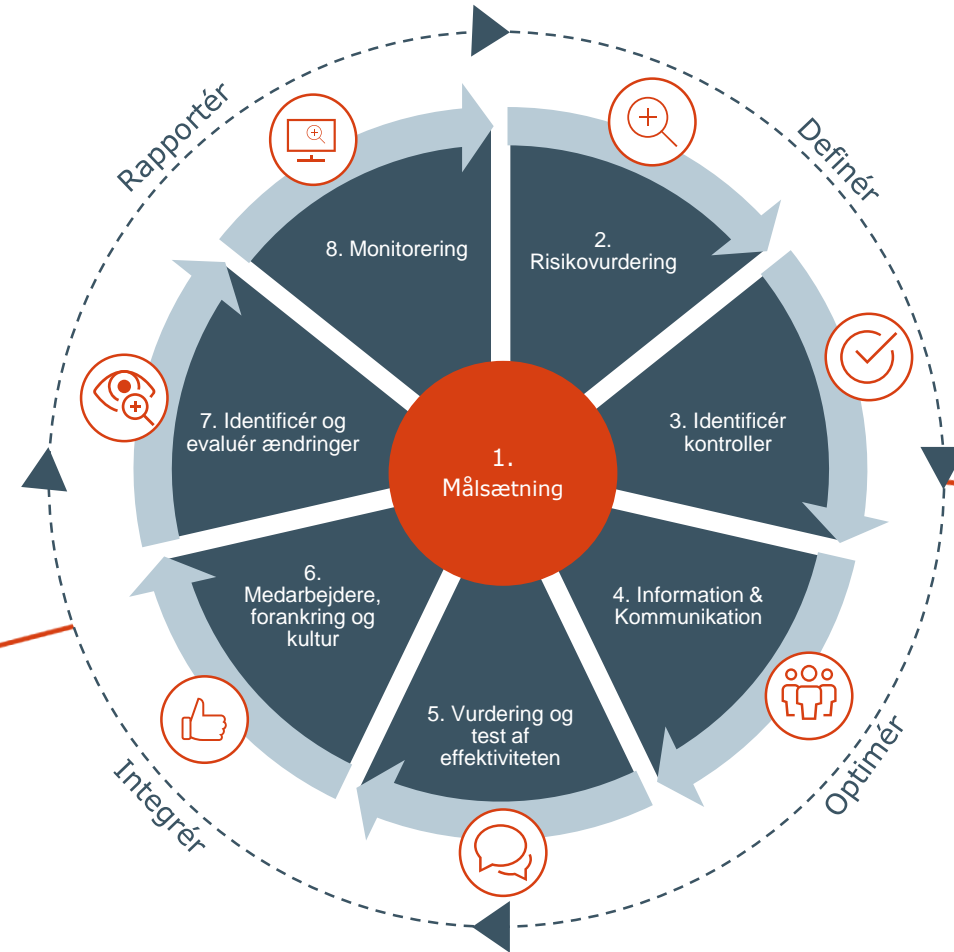 Rapportér
Definér
8. Monitorering
2.
Risikovurdering
7. Identificér og
evaluér ændringer
3. Identificér
kontroller
1.
Målsætning
6.
Medarbejdere,
forankring og
kultur
4. Information &
Kommunikation
5. Vurdering og
test af
effektiviteten
Integrér
Optimér